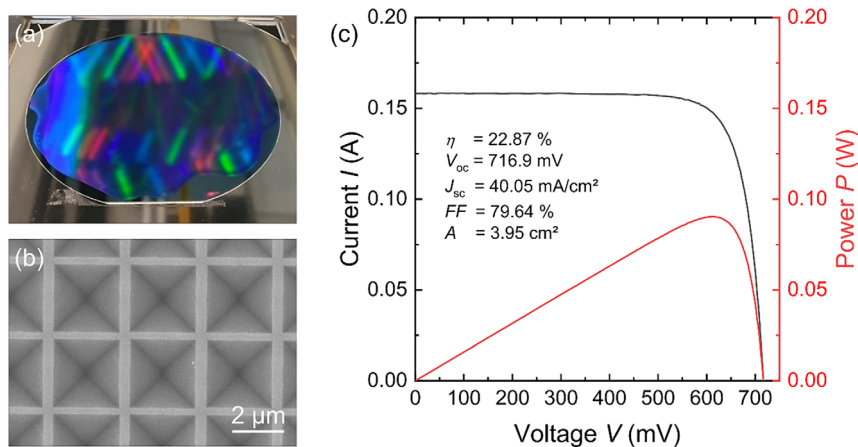 (a)
(b)
2 µm
(c)
0.20
0.15
0.10
0.05
0.00
Current I (A)
η = 22.87 %
Voc = 716.9 mV
Jsc = 40.05 mA/cm²
FF = 79.64 %
A = 3.95 cm²
0 100 200 300 400 500 600 700
Voltage V (mV)
0.20
0.15
0.10
0.05
0.00
Power P (W)